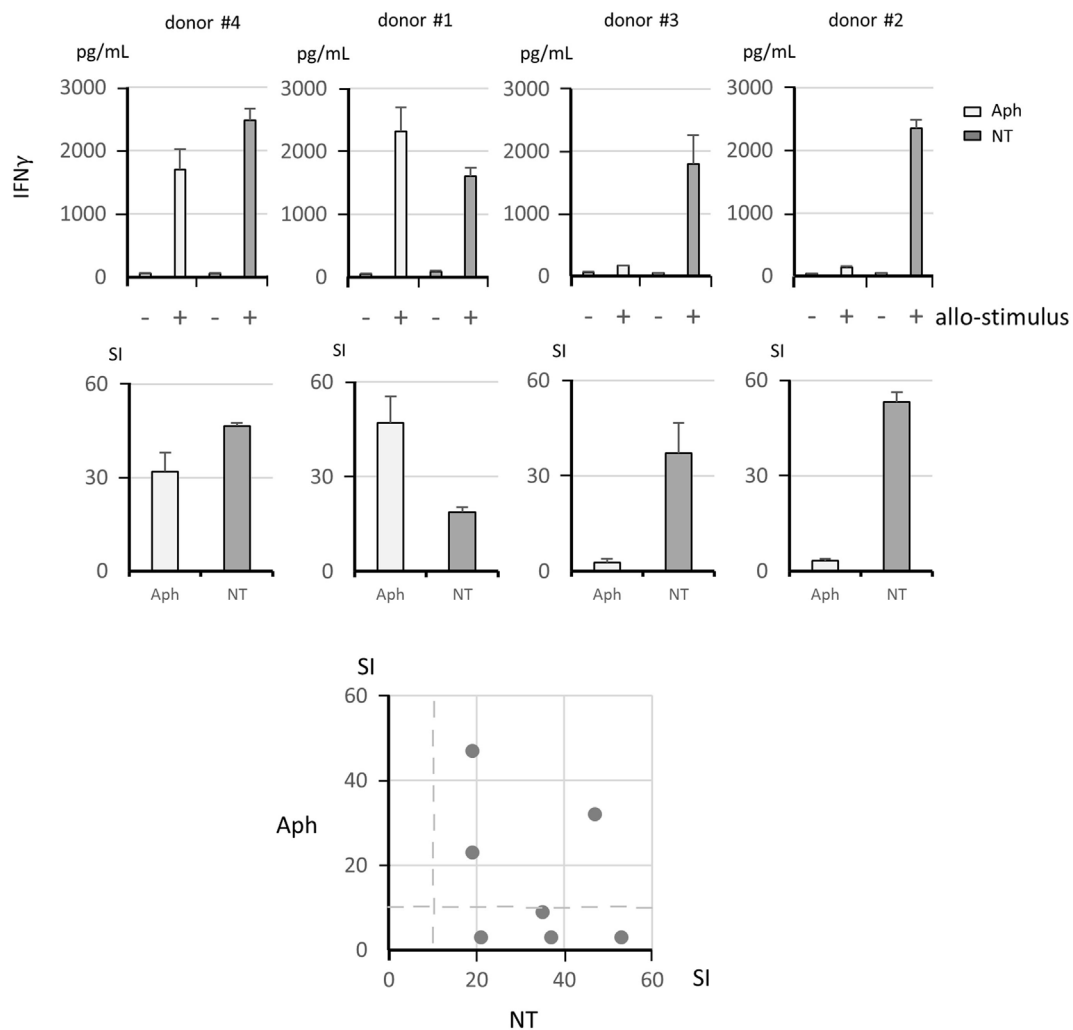 donor #4 donor #1 donor #3 donor #2
pg/mL pg/mL pg/mL pg/mL
3000 3000 3000 3000
Aph
2000 2000 2000 2000
NT
IFNγ
1000 1000 1000 1000
0 0 0 0
- + - + - + - + - + - + - + - + allo-stimulus
SI SI SI SI
60 60 60 60
30 30 30 30
0 0 0 0
Aph NT Aph NT Aph NT Aph NT
SI
60
40
Aph
20
0
0 20 40 60 SI
NT